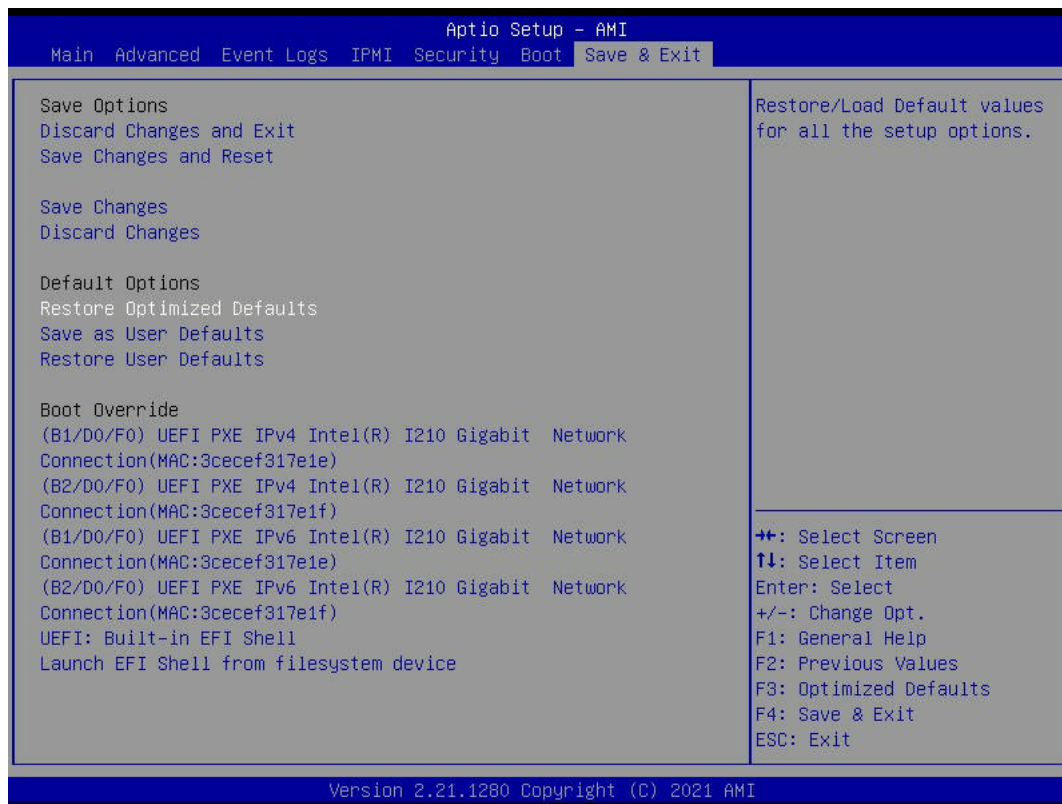 Aptio Setup – AMI
Main Advanced Event Logs IPMI Security Boot Save & Exit
Save Options
Discard Changes and Exit
Save Changes and Reset
Save Changes
Discard Changes
Default Options
Restore Optimized Defaults
Save as User Defaults
Restore User Defaults
Boot Override
(B1/D0/F0) UEFI PXE IPv4 Intel(R) I210 Gigabit  Network
Connection(MAC:3cecef317e1e)
(B2/D0/F0) UEFI PXE IPv4 Intel(R) I210 Gigabit  Network
Connection(MAC:3cecef317e1f)
(B1/D0/F0) UEFI PXE IPv6 Intel(R) I210 Gigabit  Network
Connection(MAC:3cecef317e1e)
(B2/D0/F0) UEFI PXE IPv6 Intel(R) I210 Gigabit  Network
Connection(MAC:3cecef317e1f)
UEFI: Built-in EFI Shell
Launch EFI Shell from filesystem device
Restore/Load Default values
for all the setup options.
→←: Select Screen
↑↓: Select Item
Enter: Select
+/-: Change Opt.
F1: General Help
F2: Previous Values
F3: Optimized Defaults
F4: Save & Exit
ESC: Exit
Version 2.21.1280 Copyright (C) 2021 AMI